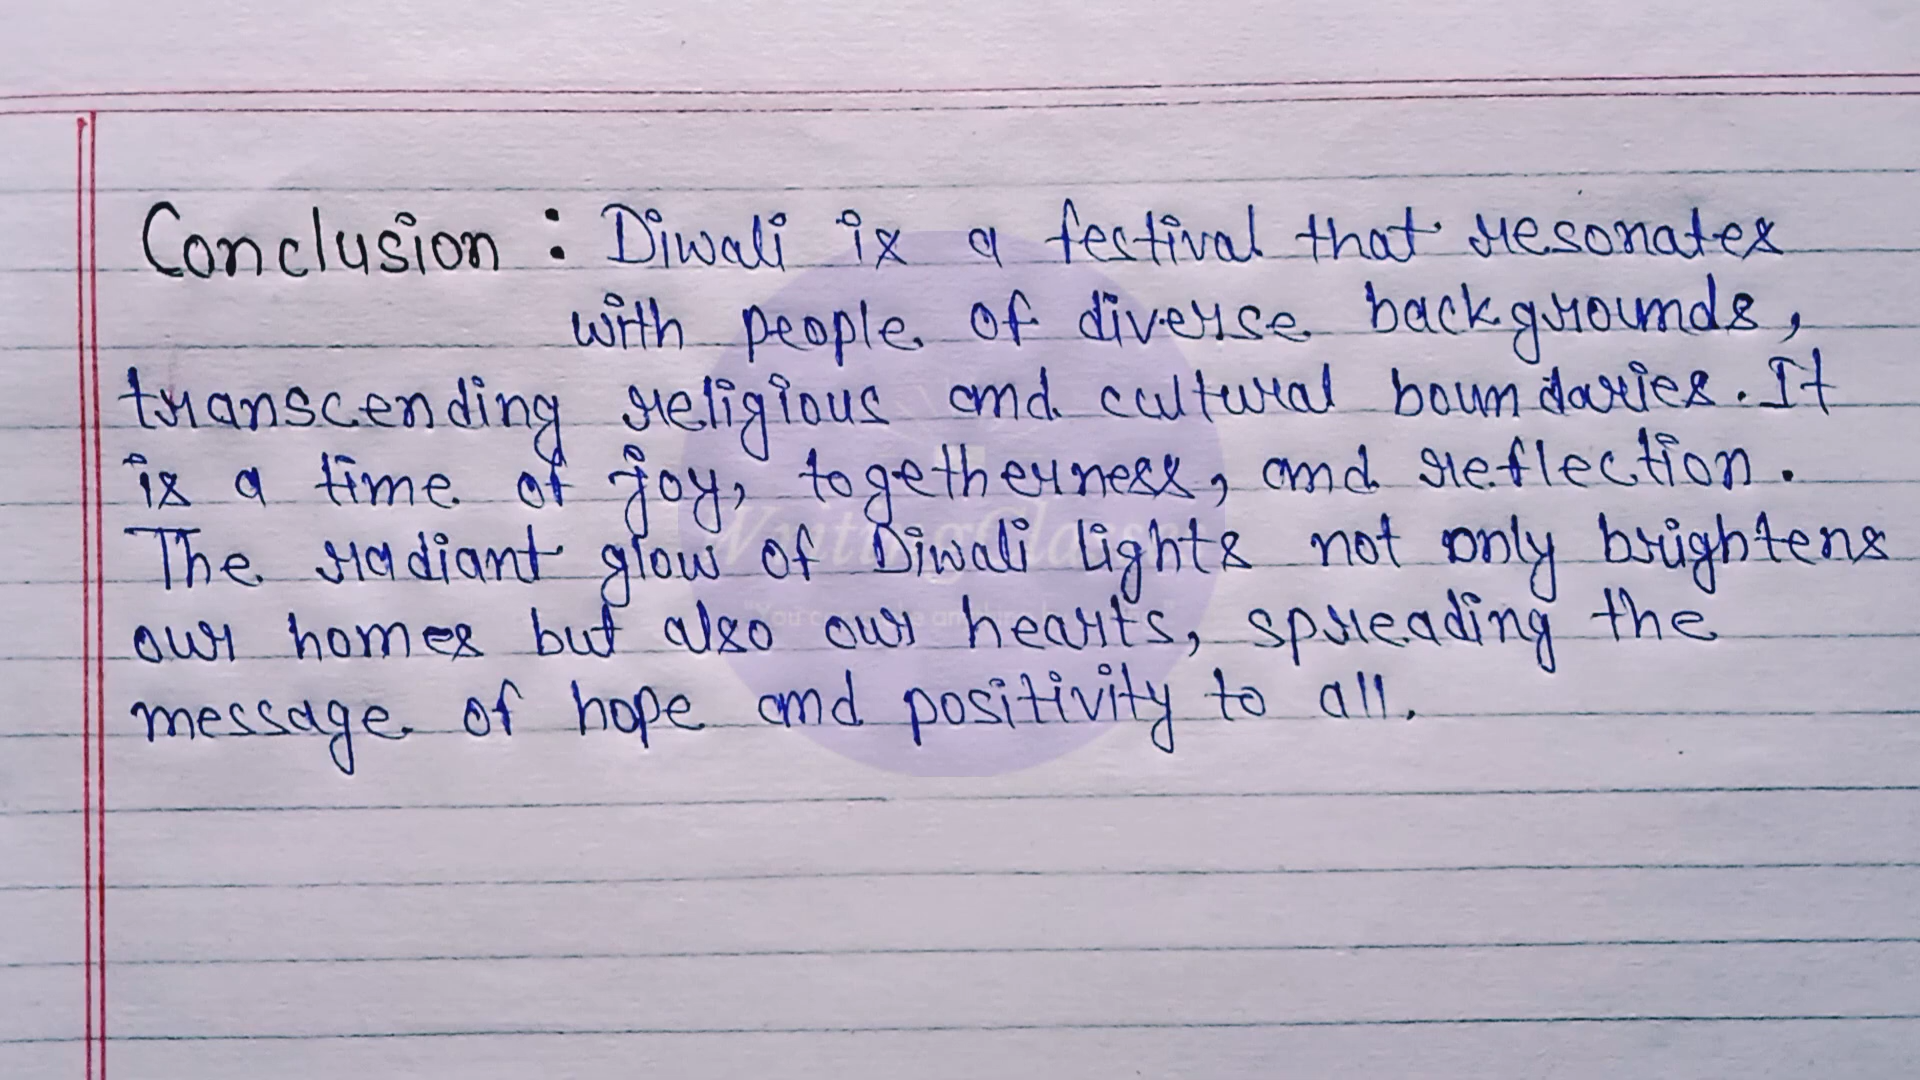 Conclusion : Diwali is a festival that resonates
with people of diverse backgrounds,
transcending religious and cultural boundaries. It
is a time of joy, togetherness, and reflection.
The radiant glow of Diwali lights not only brightens
our homes but also our hearts, spreading the
message of hope and positivity to all.